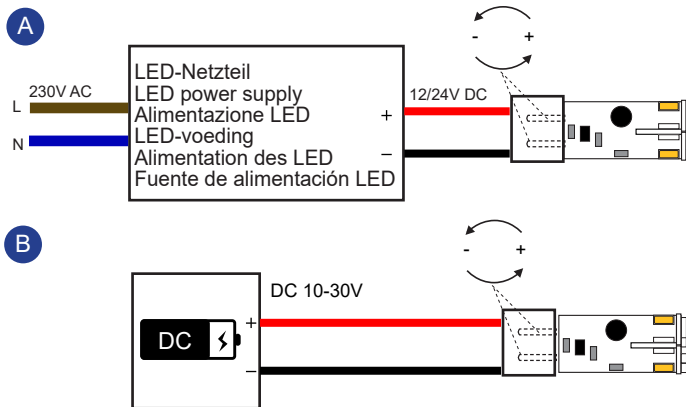 A
- +
230V AC
L
N
LED-Netzteil
LED power supply
Alimentazione LED
LED-voeding
Alimentation des LED
Fuente de alimentación LED
+
−
12/24V DC
B
- +
DC 10-30V
DC
+
−